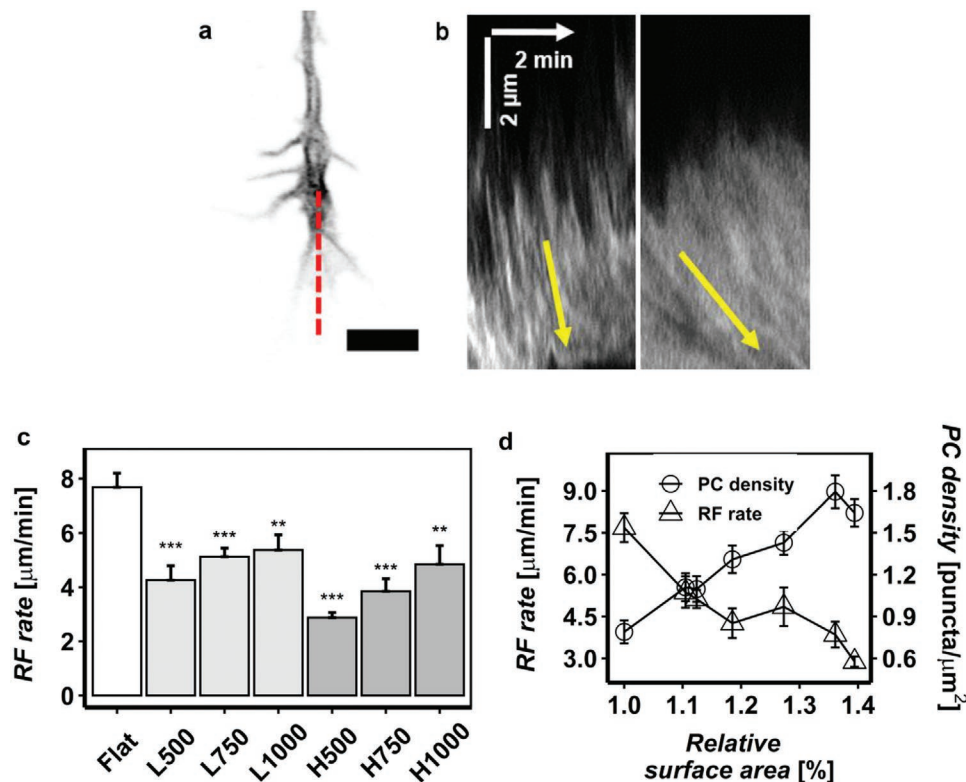 a
b
2 min
2 µm
c
RF rate [µm/min]
8
6
4
2
0
***
***
**
***
***
**
Flat
L500
L750
L1000
H500
H750
H1000
d
RF rate [µm/min]
9.0
7.5
6.0
4.5
3.0
PC density
RF rate
1.8
1.5
1.2
0.9
0.6
PC density
[puncta/µm²]
1.0 1.1 1.2 1.3 1.4
Relative
surface area [%]